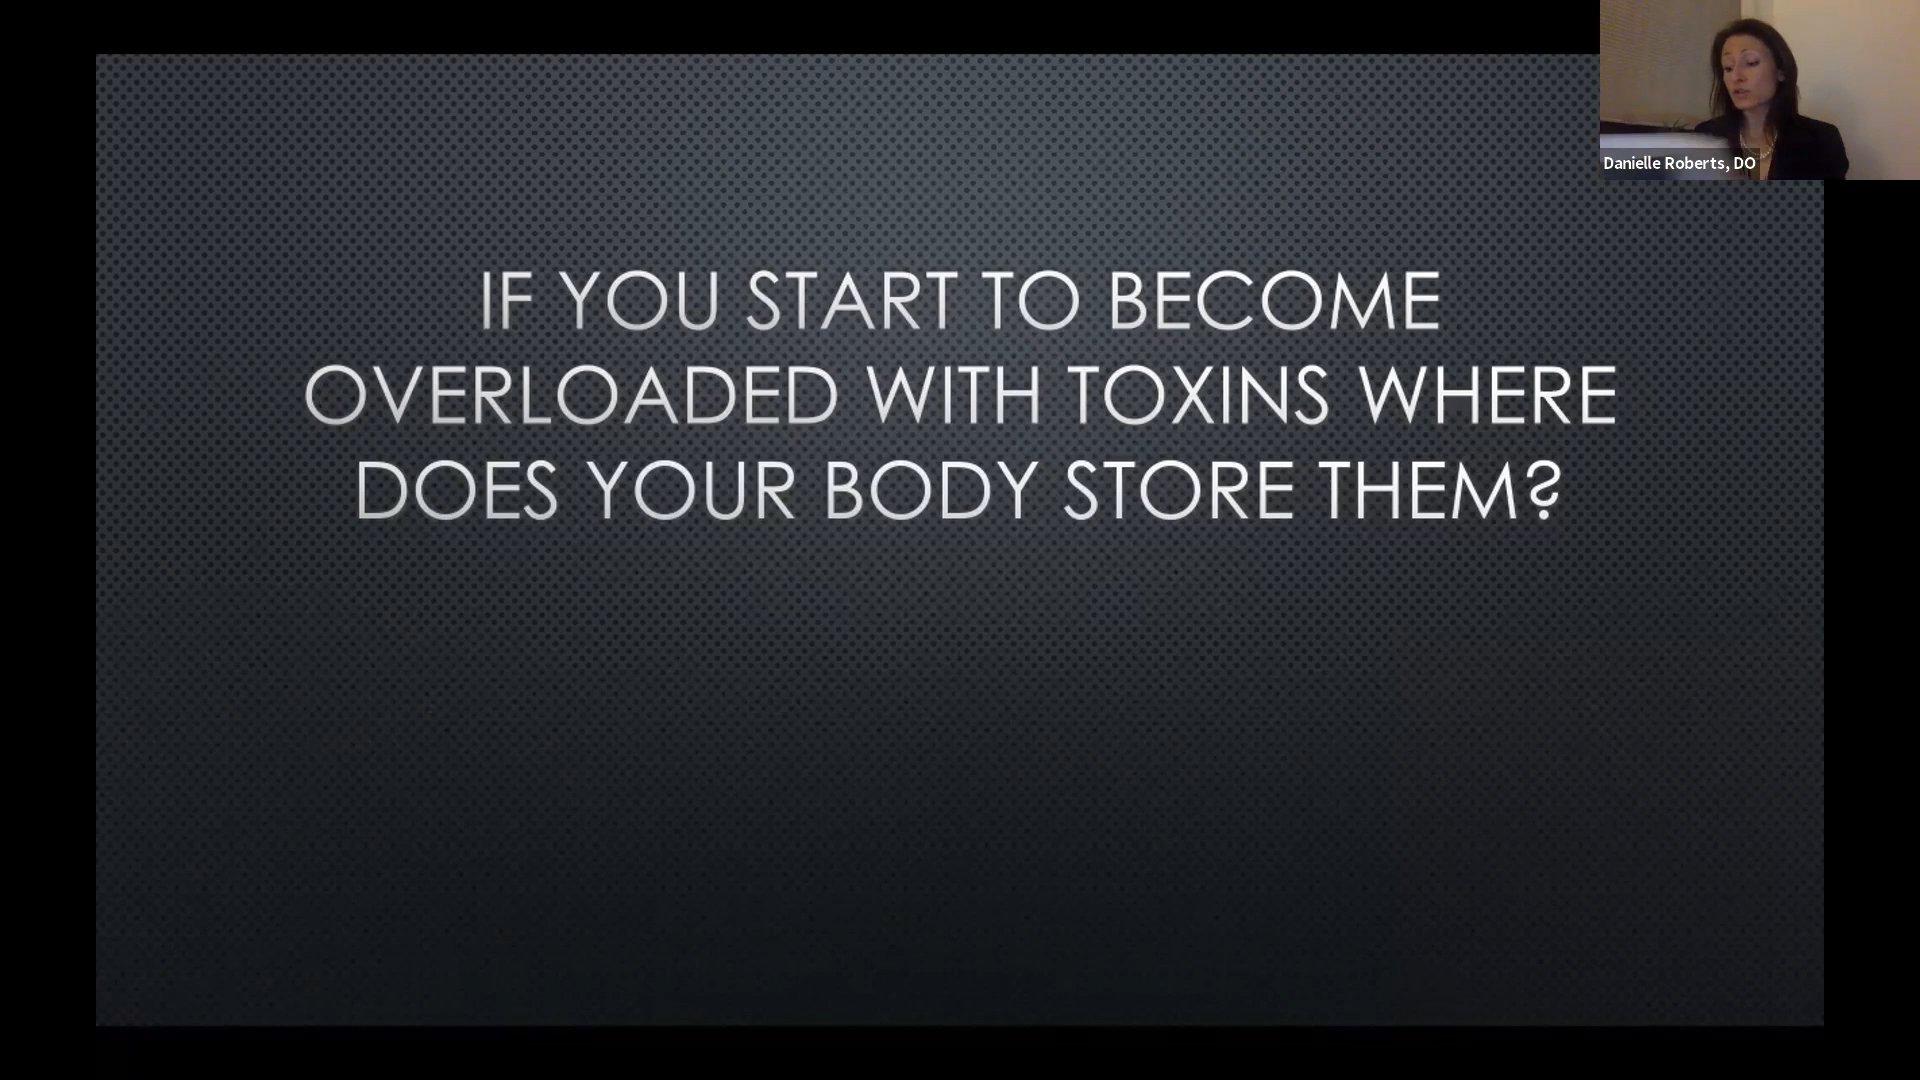 IF YOU START TO BECOME
OVERLOADED WITH TOXINS WHERE
DOES YOUR BODY STORE THEM?
Danielle Roberts, DO